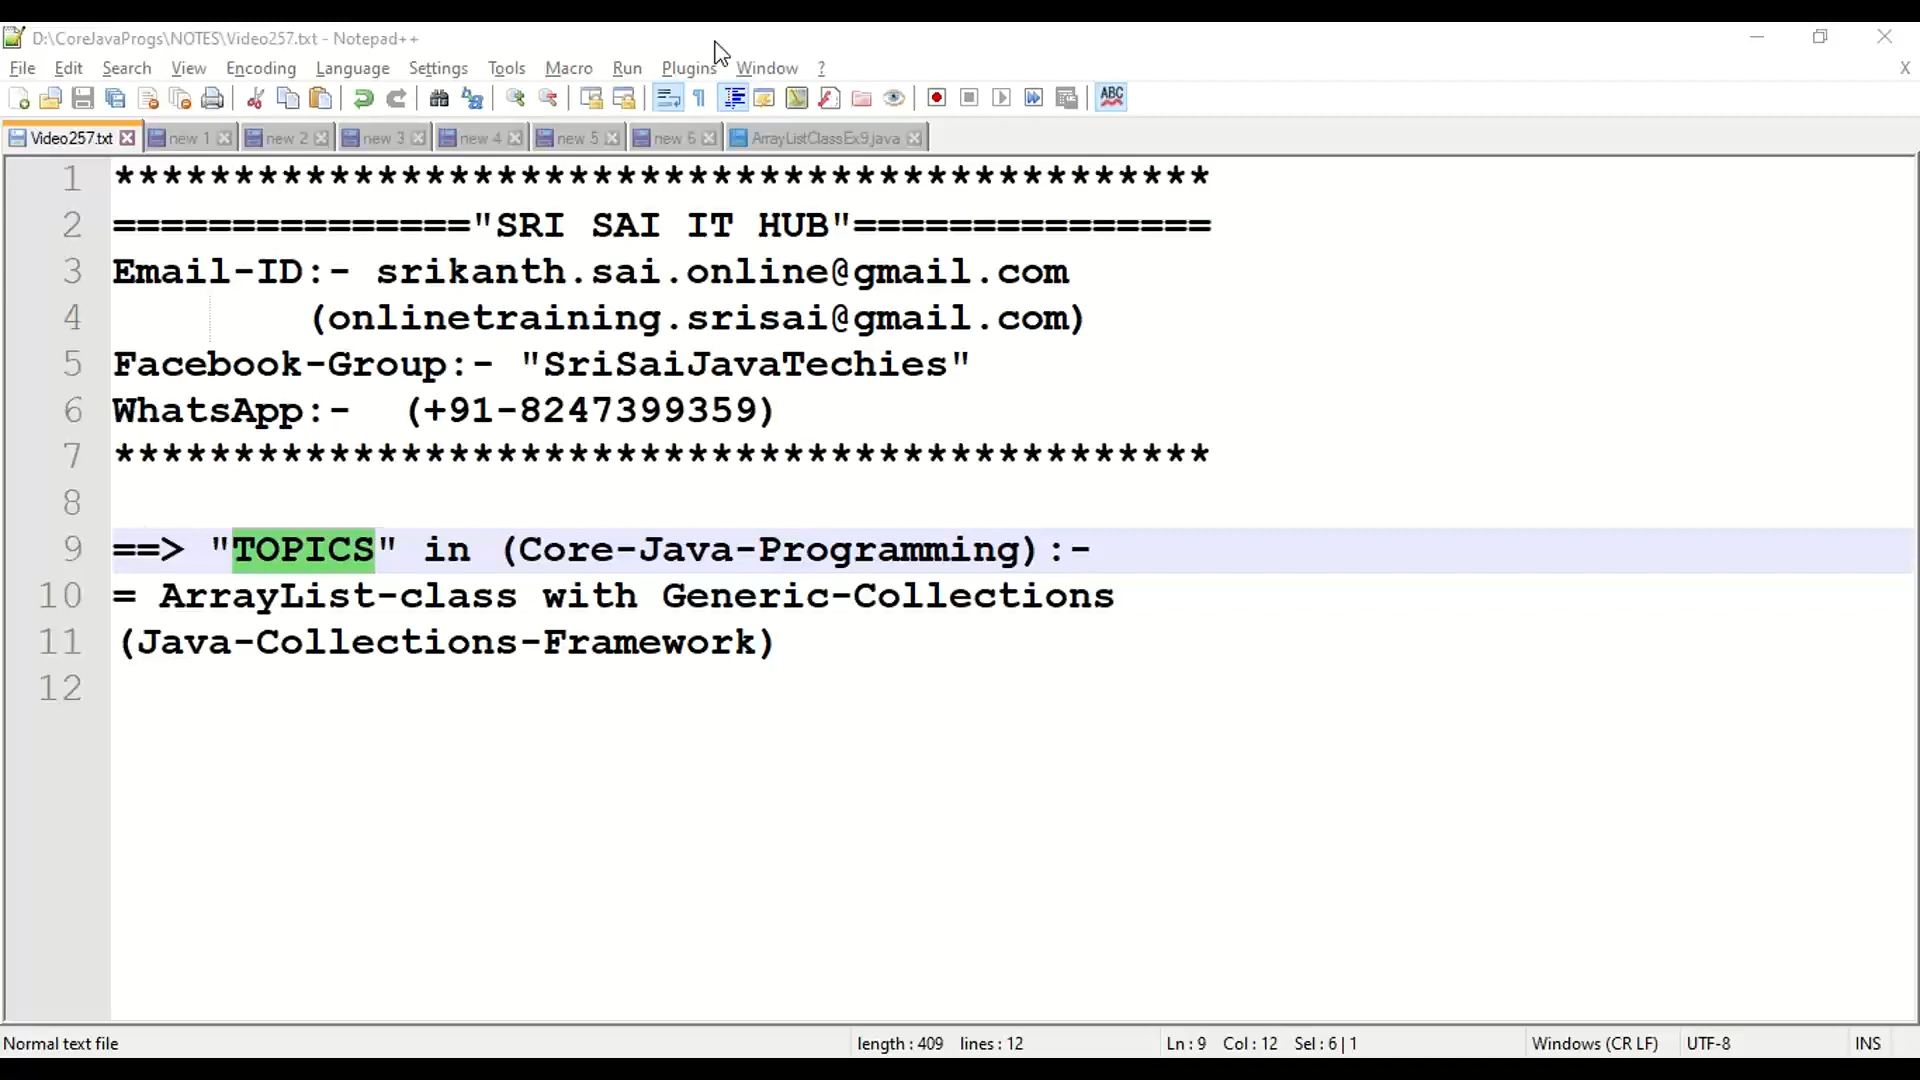 D:\CoreJavaProgs\NOTES\Video257.txt - Notepad++
File Edit Search View Encoding Language Settings Tools Macro Run Plugins Window ? X
ABC
Video257.txt new 1 new 2 new 3 new 4 new 5 new 6 ArrayListClassEx9.java
1 **********************************************
2 ==============="SRI SAI IT HUB"===============
3 Email-ID:- srikanth.sai.online@gmail.com
4 (onlinetraining.srisai@gmail.com)
5 Facebook-Group:- "SriSaiJavaTechies"
6 WhatsApp:- (+91-8247399359)
7 **********************************************
8
9 ==> "TOPICS" in (Core-Java-Programming):-
10 = ArrayList-class with Generic-Collections
11 (Java-Collections-Framework)
12
Normal text file length : 409 lines : 12 Ln : 9 Col : 12 Sel : 6 | 1 Windows (CR LF) UTF-8 INS